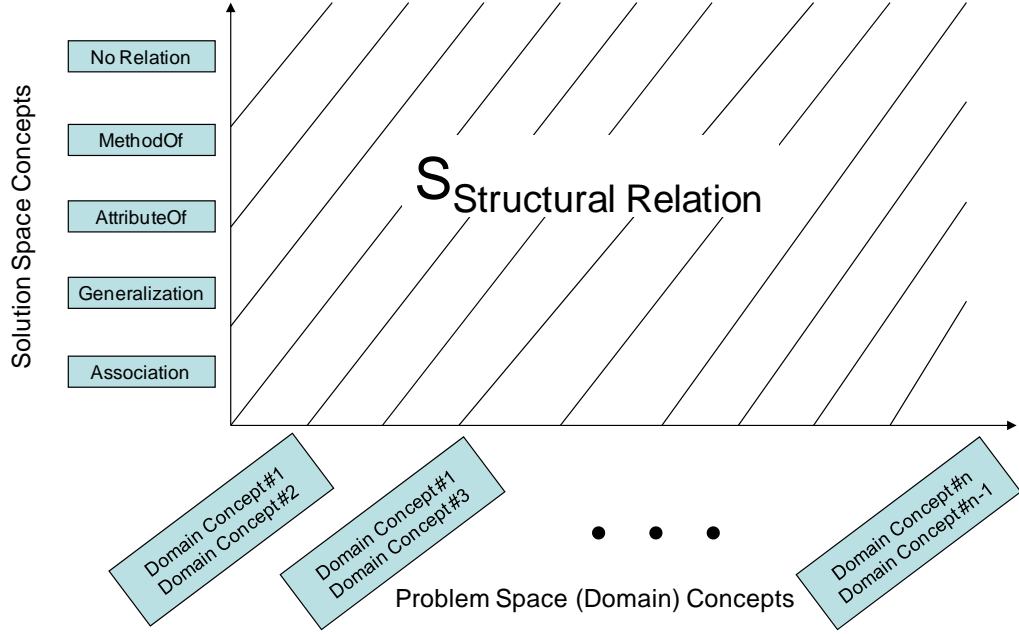 Solution Space Concepts
No Relation
MethodOf
AttributeOf
Generalization
Association
S Structural Relation
Domain Concept#1
Domain Concept#2
Domain Concept#1
Domain Concept#3
• • •
Domain Concept#n
Domain Concept#n-1
Problem Space (Domain) Concepts